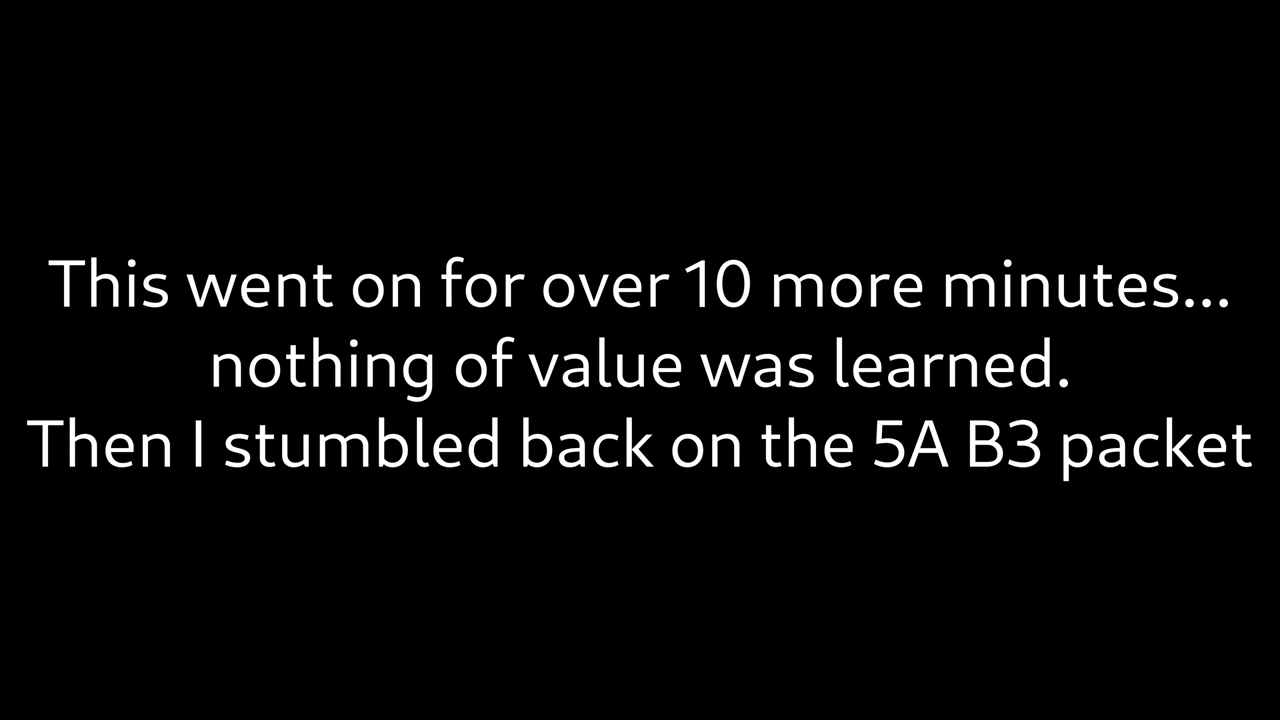 This went on for over 10 more minutes...
nothing of value was learned.
Then I stumbled back on the 5A B3 packet